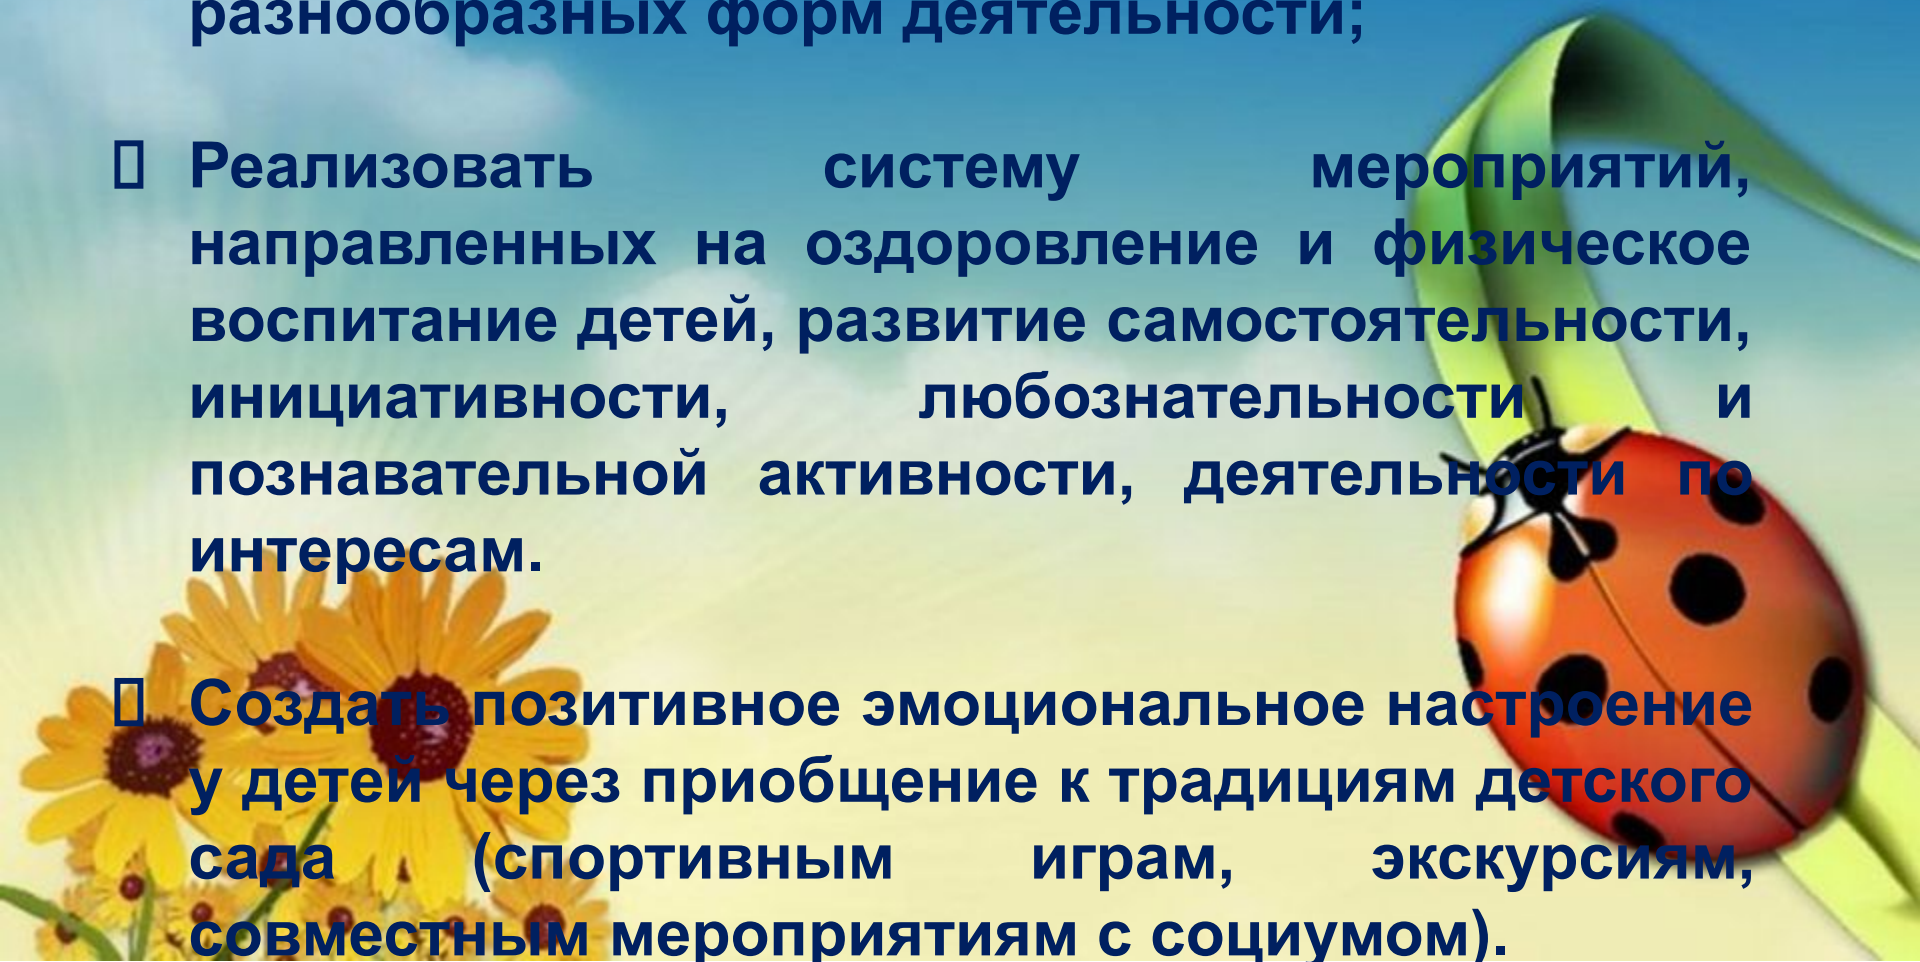 разнообразных форм деятельности;
Реализовать систему мероприятий,
направленных на оздоровление и физическое
воспитание детей, развитие самостоятельности,
инициативности, любознательности и
познавательной активности, деятельности по
интересам.
Создать позитивное эмоциональное настроение
у детей через приобщение к традициям детского
сада (спортивным играм, экскурсиям,
совместным мероприятиям с социумом).